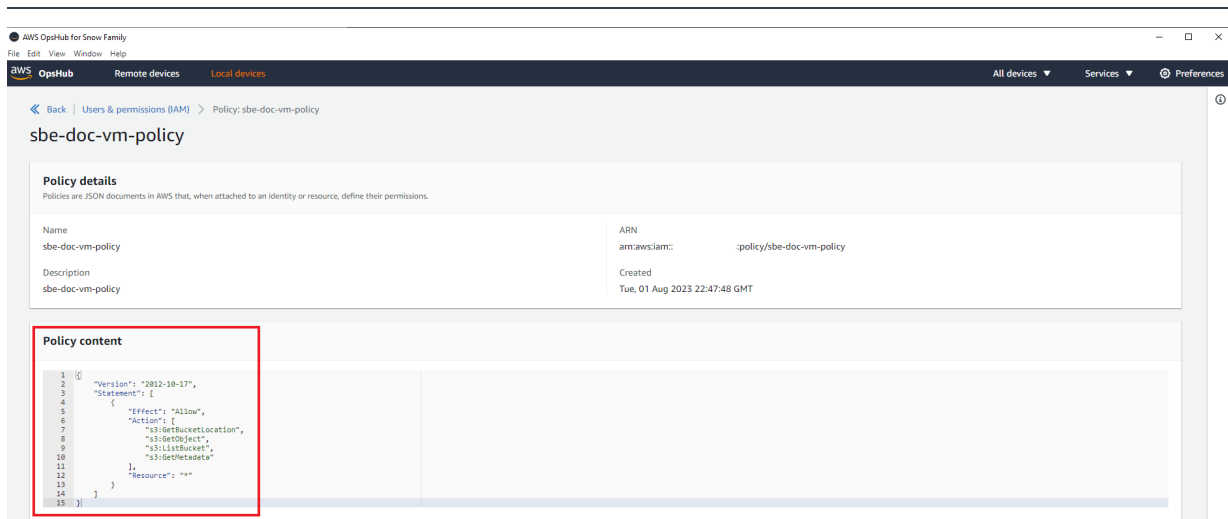 AWS OpsHub for Snow Family
File Edit View Window Help
aws OpsHub Remote devices Local devices All devices ▼ Services ▼ Preferences
Back | Users & permissions (IAM) > Policy: sbe-doc-vm-policy
sbe-doc-vm-policy
Policy details
Policies are JSON documents in AWS that, when attached to an identity or resource, define their permissions.
Name
sbe-doc-vm-policy
ARN
arn:aws:iam:: :policy/sbe-doc-vm-policy
Description
sbe-doc-vm-policy
Created
Tue, 01 Aug 2023 22:47:48 GMT
Policy content
1 {
2 "Version": "2012-10-17",
3 "Statement": [
4 {
5 "Effect": "Allow",
6 "Action": [
7 "s3:GetBucketLocation",
8 "s3:GetObject",
9 "s3:ListBucket",
10 "s3:GetMetadata"
11 ],
12 "Resource": "*"
13 }
14 ]
15 }